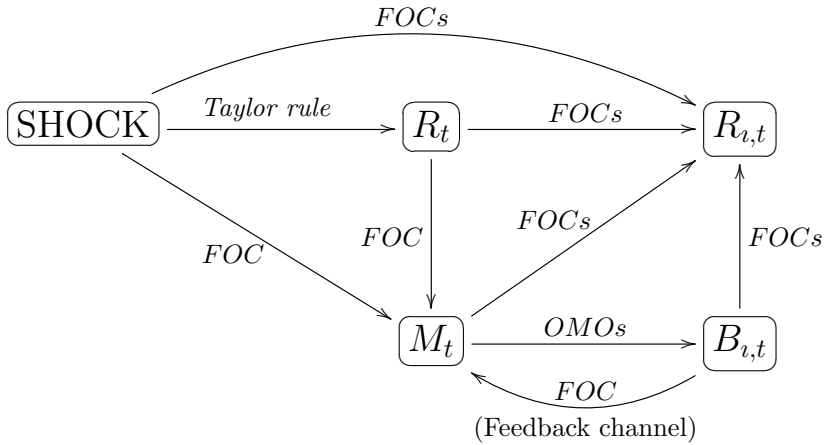 FOCs
SHOCK
Taylor rule
R_t
FOCs
R_{ı,t}
FOC
FOC
FOCs
FOCs
M_t
OMOs
B_{ı,t}
FOC
(Feedback channel)